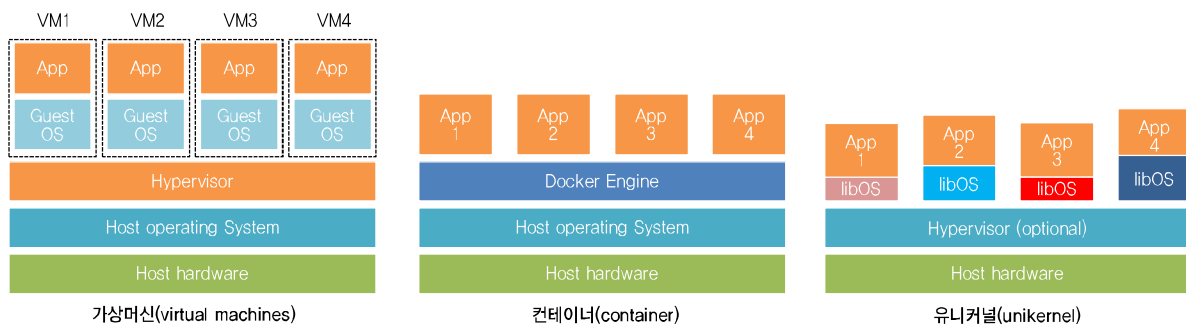 VM1
VM2
VM3
VM4
App
App
App
App
Guest
OS
Guest
OS
Guest
OS
Guest
OS
Hypervisor
Host operating System
Host hardware
가상머신(virtual machines)
App
1
App
2
App
3
App
4
Docker Engine
Host operating System
Host hardware
컨테이너(container)
App
1
libOS
App
2
libOS
App
3
libOS
App
4
libOS
Hypervisor (optional)
Host hardware
유니커널(unikernel)